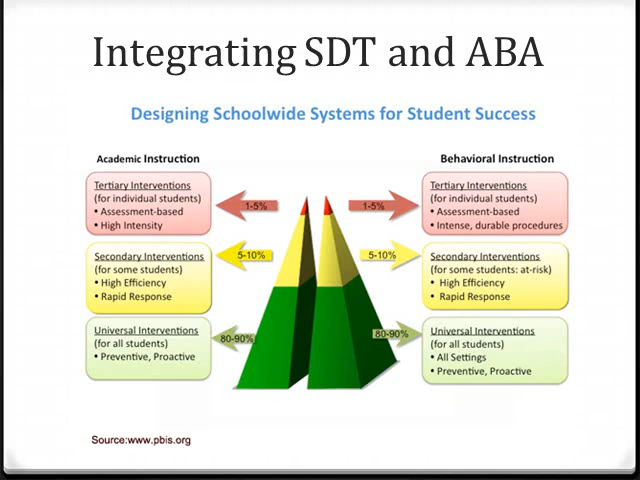 Integrating SDT and ABA
Designing Schoolwide Systems for Student Success
Academic Instruction
Tertiary Interventions
(for individual students)
• Assessment-based
• High Intensity
Secondary Interventions
(for some students)
• High Efficiency
• Rapid Response
Universal Interventions
(for all students)
• Preventive, Proactive
1-5%
5-10%
80-90%
Behavioral Instruction
1-5%
5-10%
80-90%
Tertiary Interventions
(for individual students)
• Assessment-based
• Intense, durable procedures
Secondary Interventions
(for some students: at-risk)
• High Efficiency
• Rapid Response
Universal Interventions
(for all students)
• All Settings
• Preventive, Proactive
Source:www.pbis.org